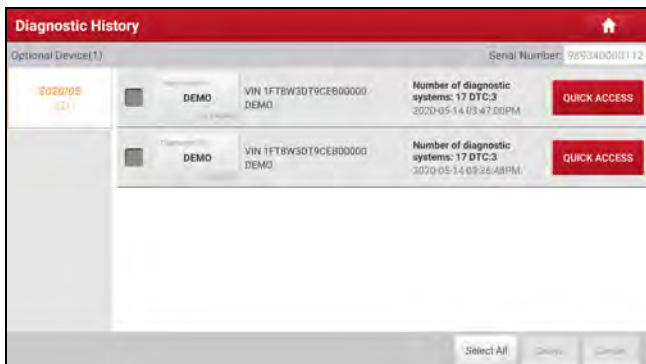 Diagnostic History
Optional Device(1)
Serial Number: 989340000112
2020/05
(2)
DEMO
VIN 1FT8W3DT9CEB00000
DEMO
Number of diagnostic
systems: 17 DTC:3
2020-05-14 03:47:00PM
QUICK ACCESS
DEMO
VIN 1FT8W3DT9CEB00000
DEMO
Number of diagnostic
systems: 17 DTC:3
2020-05-14 03:36:48PM
QUICK ACCESS
Select All